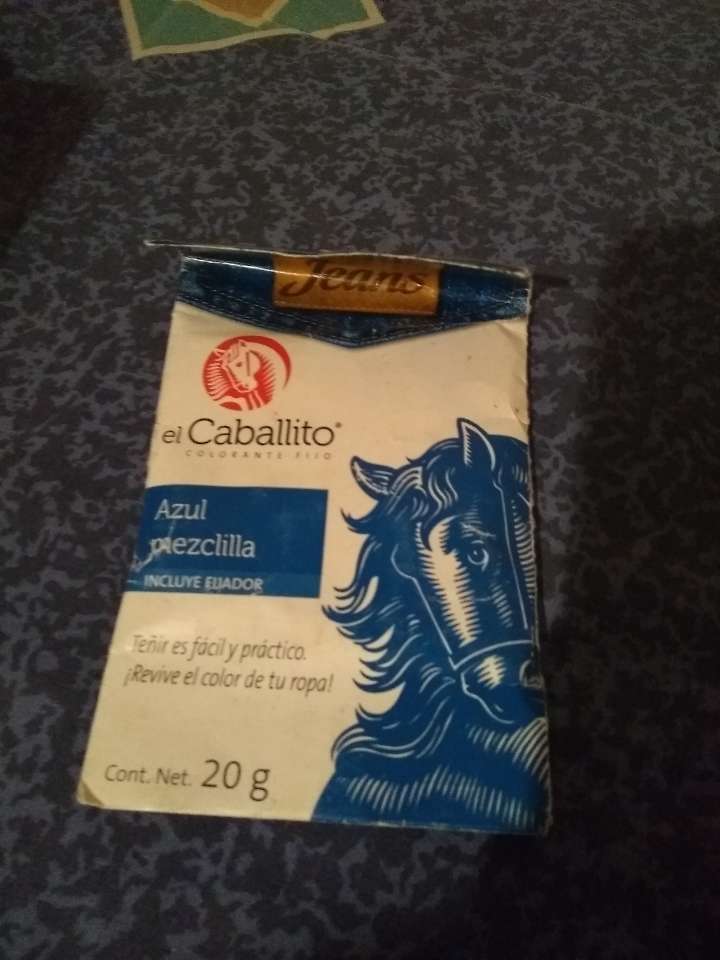 Jeans
el Caballito®
COLORANTE FIJO
Azul
mezclilla
INCLUYE FIJADOR
Teñir es fácil y práctico.
¡Revive el color de tu ropa!
Cont. Net. 20 g